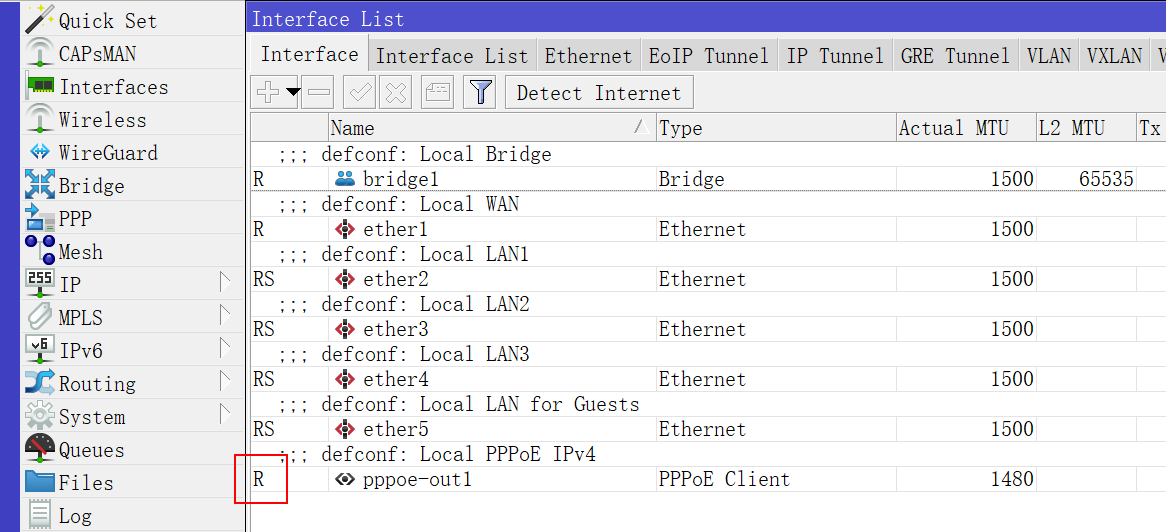 Quick Set
CAPsMAN
Interfaces
Wireless
WireGuard
Bridge
PPP
Mesh
255 IP
MPLS
v6 IPv6
Routing
System
Queues
Files
Log
Interface List
Interface Interface List Ethernet EoIP Tunnel IP Tunnel GRE Tunnel VLAN VXLAN
Detect Internet
Name Type Actual MTU L2 MTU Tx
;;; defconf: Local Bridge
R bridge1 Bridge 1500 65535
;;; defconf: Local WAN
R ether1 Ethernet 1500
;;; defconf: Local LAN1
RS ether2 Ethernet 1500
;;; defconf: Local LAN2
RS ether3 Ethernet 1500
;;; defconf: Local LAN3
RS ether4 Ethernet 1500
;;; defconf: Local LAN for Guests
RS ether5 Ethernet 1500
;;; defconf: Local PPPoE IPv4
R pppoe-out1 PPPoE Client 1480